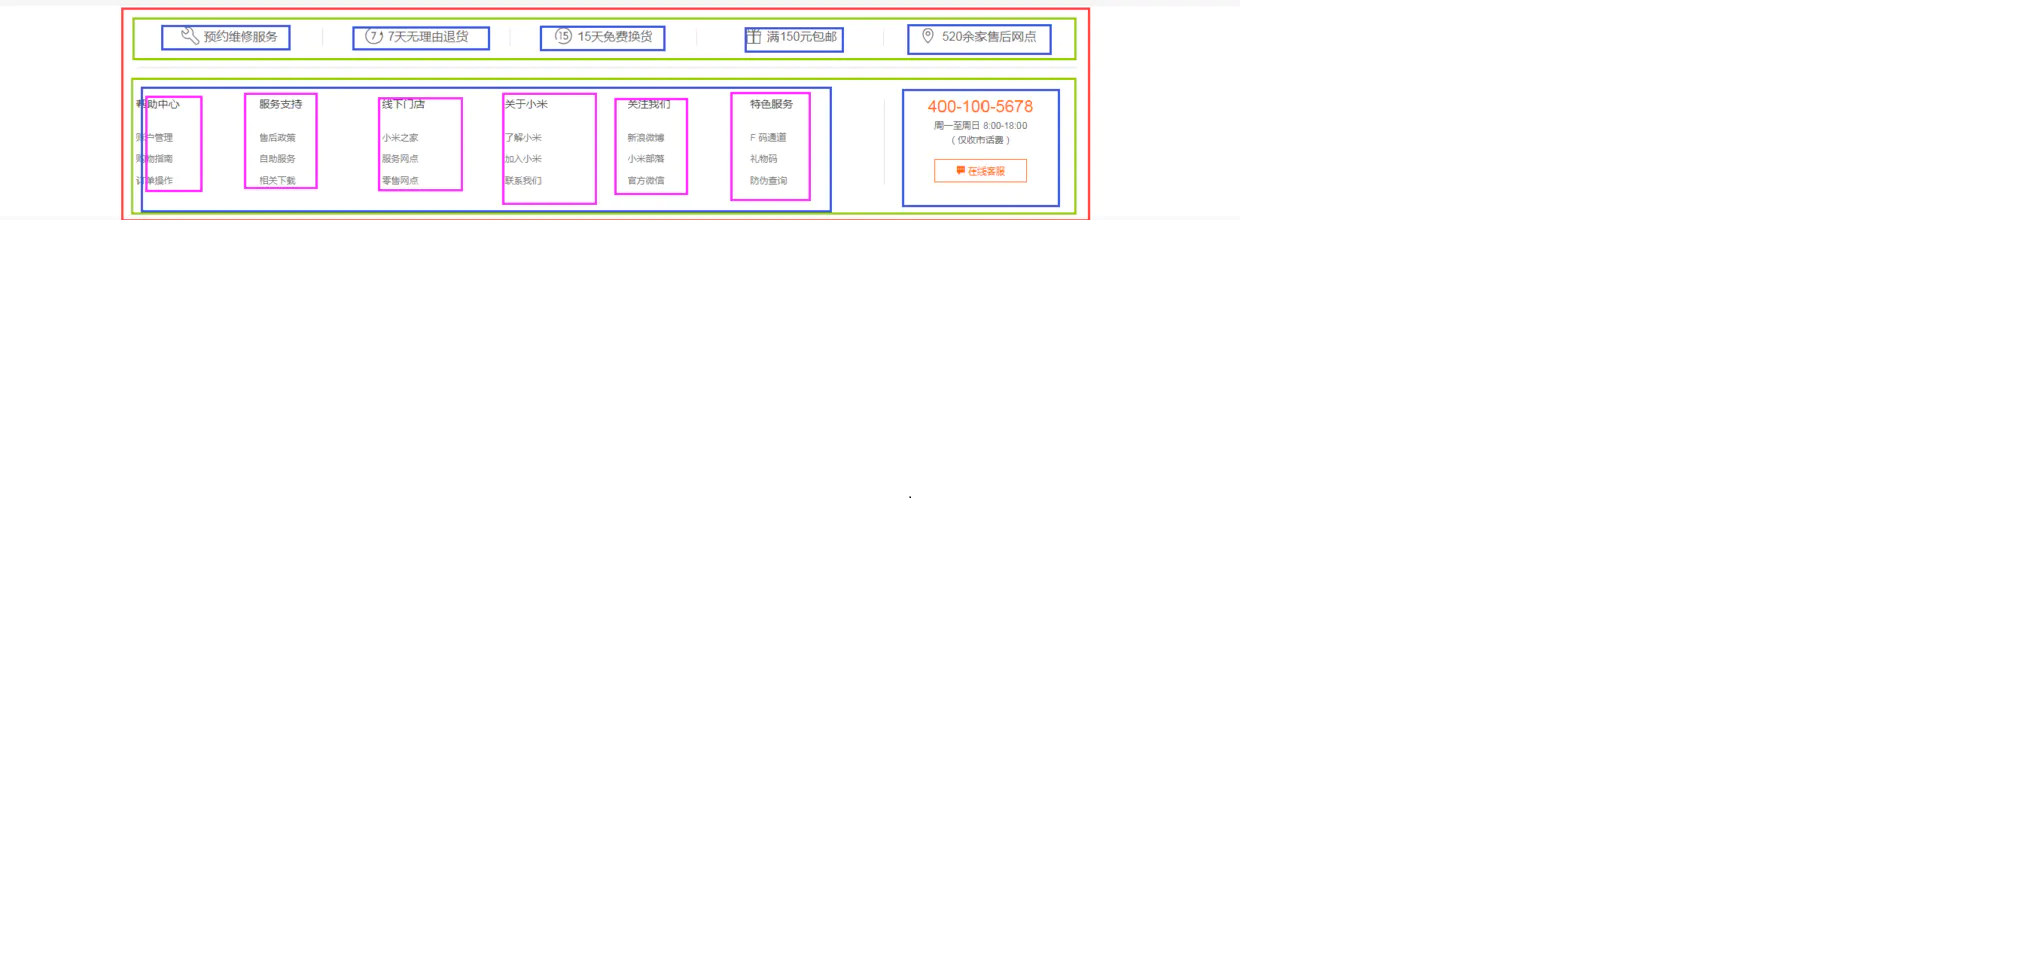 预约维修服务
7 7天无理由退货
15 15天免费换货
满150元包邮
520余家售后网点
帮助中心
账户管理
购物指南
订单操作
服务支持
售后政策
自助服务
相关下载
线下门店
小米之家
服务网点
零售网点
关于小米
了解小米
加入小米
联系我们
关注我们
新浪微博
小米部落
官方微信
特色服务
F 码通道
礼物码
防伪查询
400-100-5678
周一至周日 8:00-18:00
（仅收市话费）
在线客服